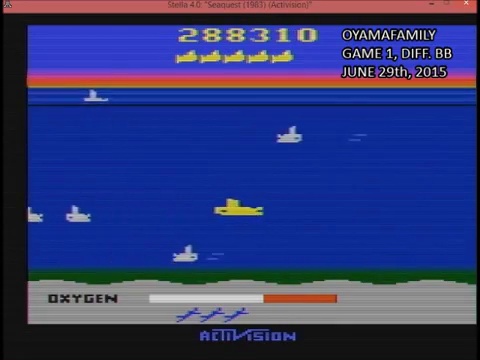 Stella 4.0: "Seaquest (1983) (Activision)"
288310
OYAMAFAMILY
GAME 1, DIFF. BB
JUNE 29th, 2015
OXYGEN
ACTIVISION